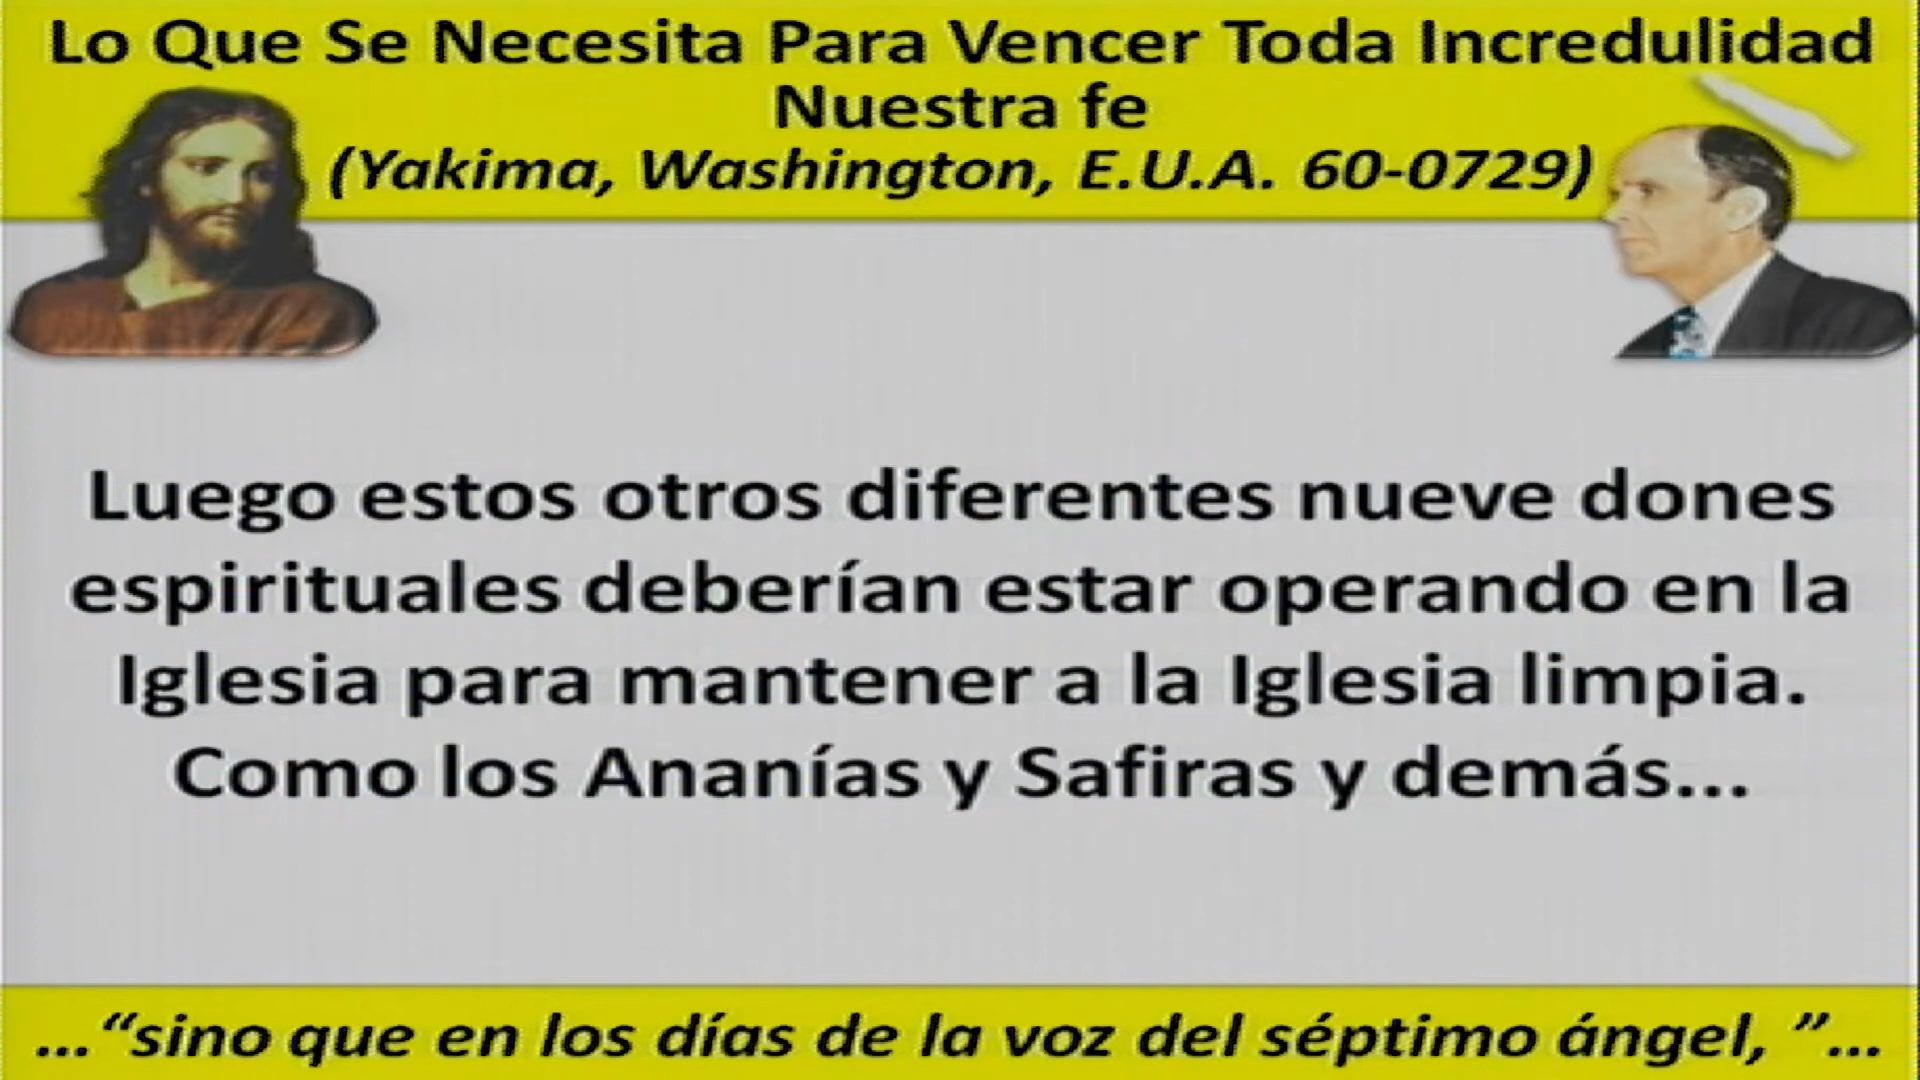 Lo Que Se Necesita Para Vencer Toda Incredulidad
Nuestra fe
(Yakima, Washington, E.U.A. 60-0729)
Luego estos otros diferentes nueve dones
espirituales deberían estar operando en la
Iglesia para mantener a la Iglesia limpia.
Como los Ananías y Safiras y demás...
...“sino que en los días de la voz del séptimo ángel, ”...